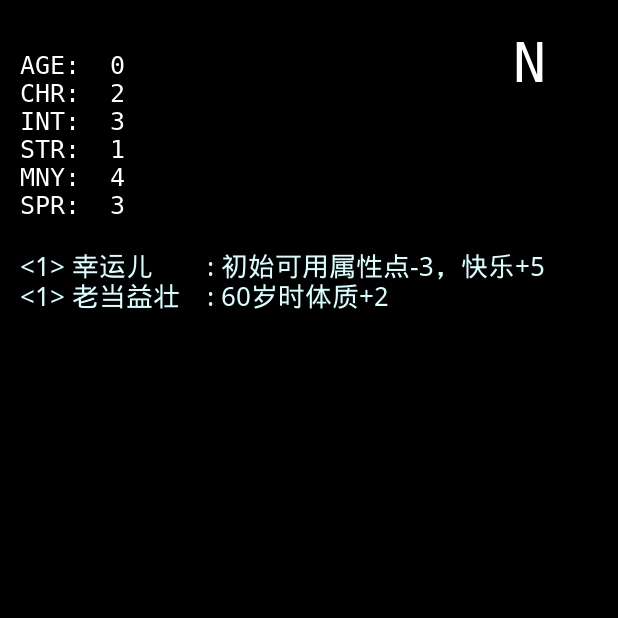 N
AGE: 0
CHR: 2
INT: 3
STR: 1
MNY: 4
SPR: 3
<1> 幸运儿 : 初始可用属性点-3，快乐+5
<1> 老当益壮 : 60岁时体质+2